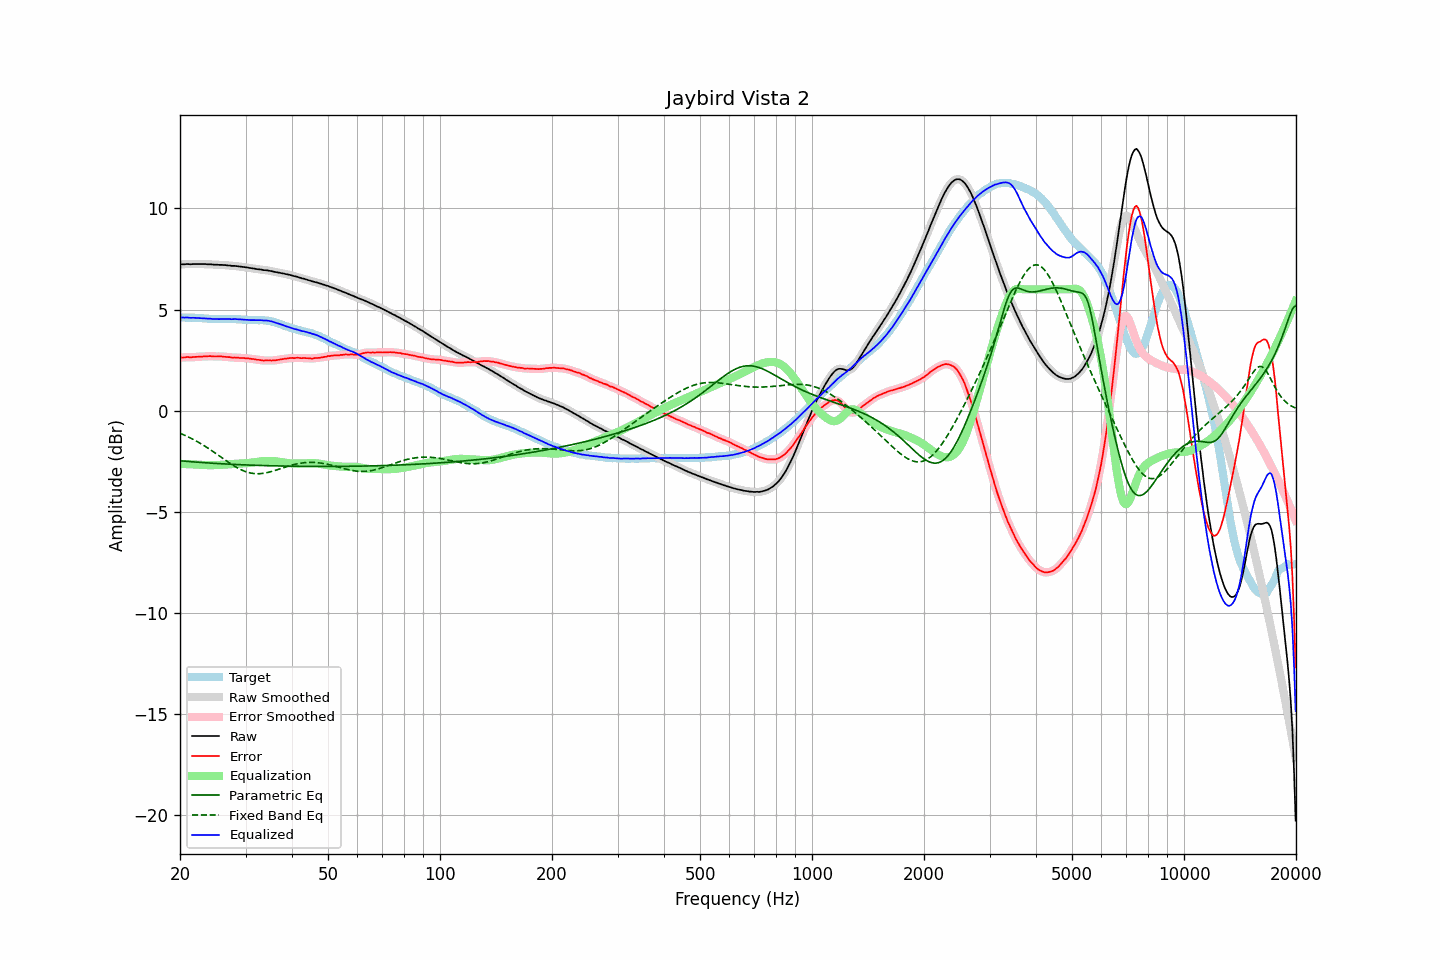 Jaybird Vista 2
Amplitude (dBr)
10
5
0
−5
−10
−15
−20
Target
Raw Smoothed
Error Smoothed
Raw
Error
Equalization
Parametric Eq
Fixed Band Eq
Equalized
20 50 100 200 500 1000 2000 5000 10000 20000
Frequency (Hz)